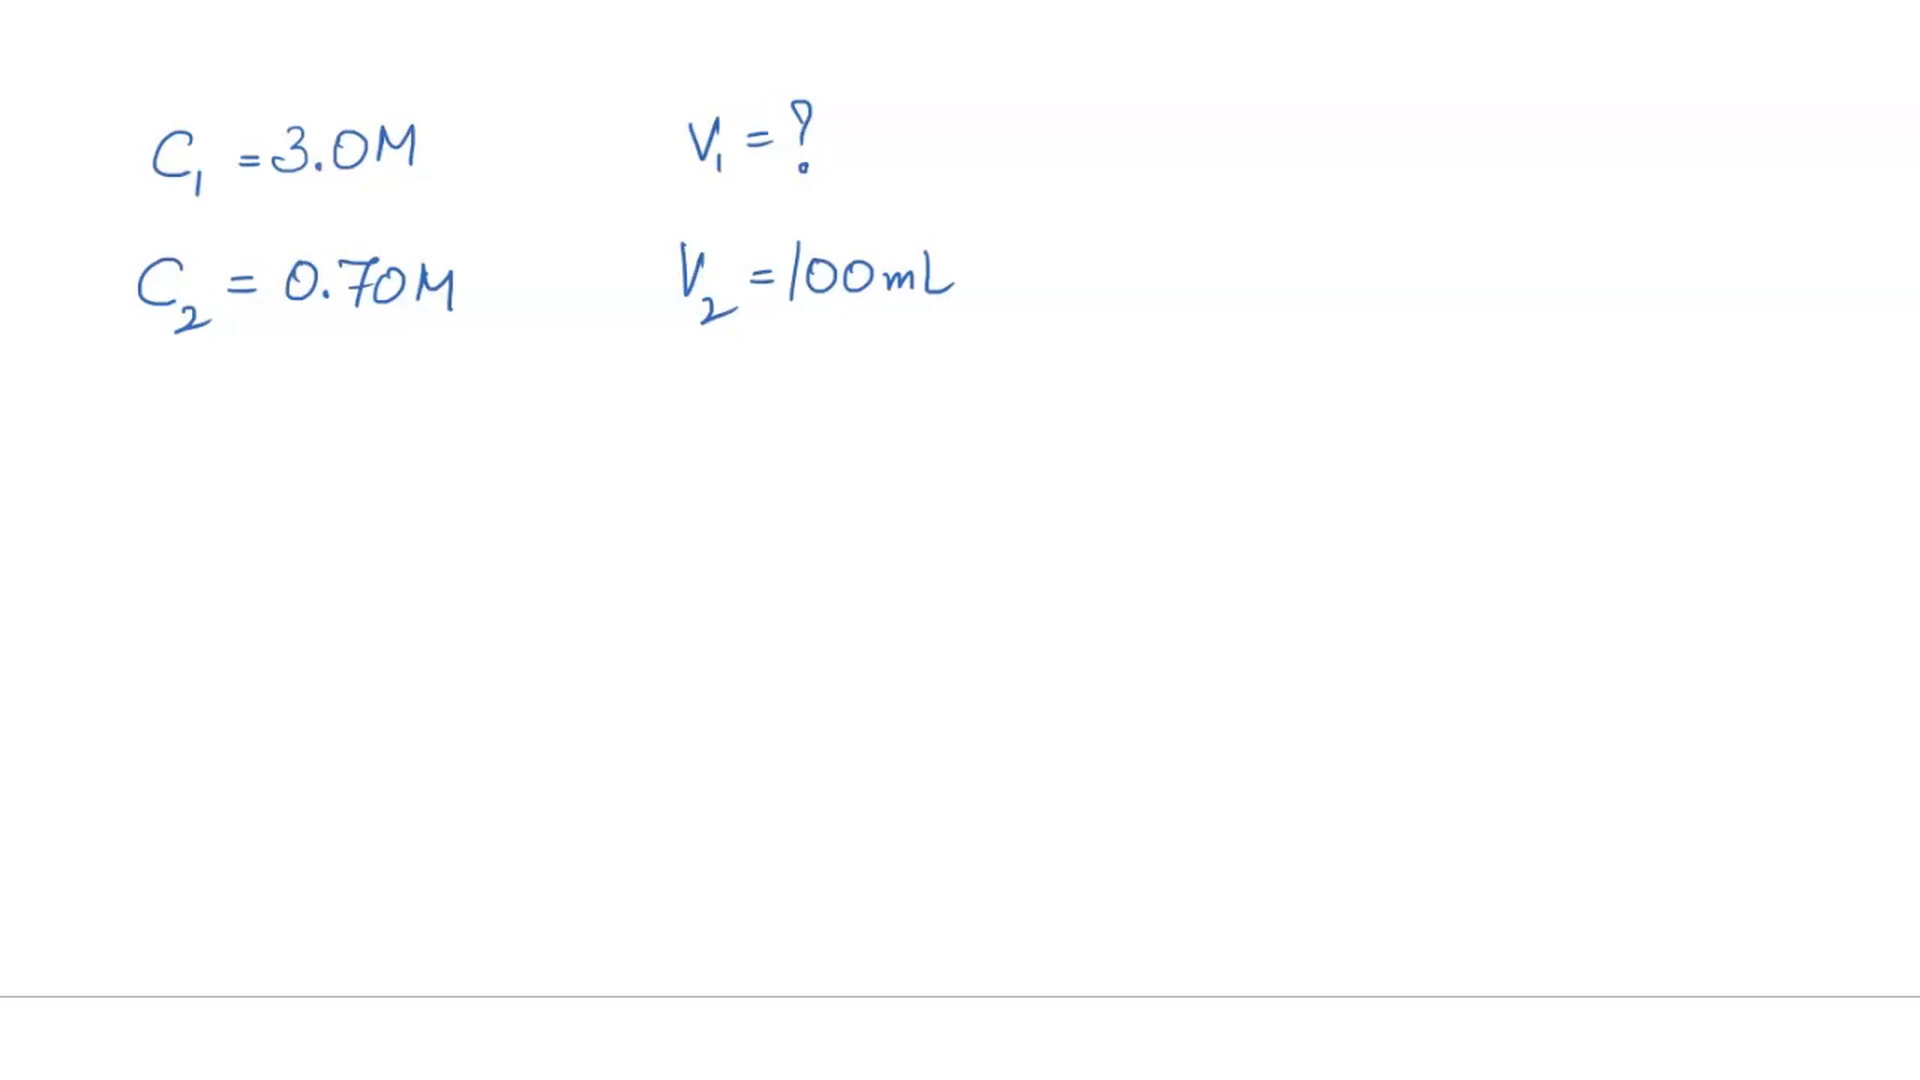 C₁ = 3.0M V₁ = ?
C₂ = 0.70M V₂ = 100mL